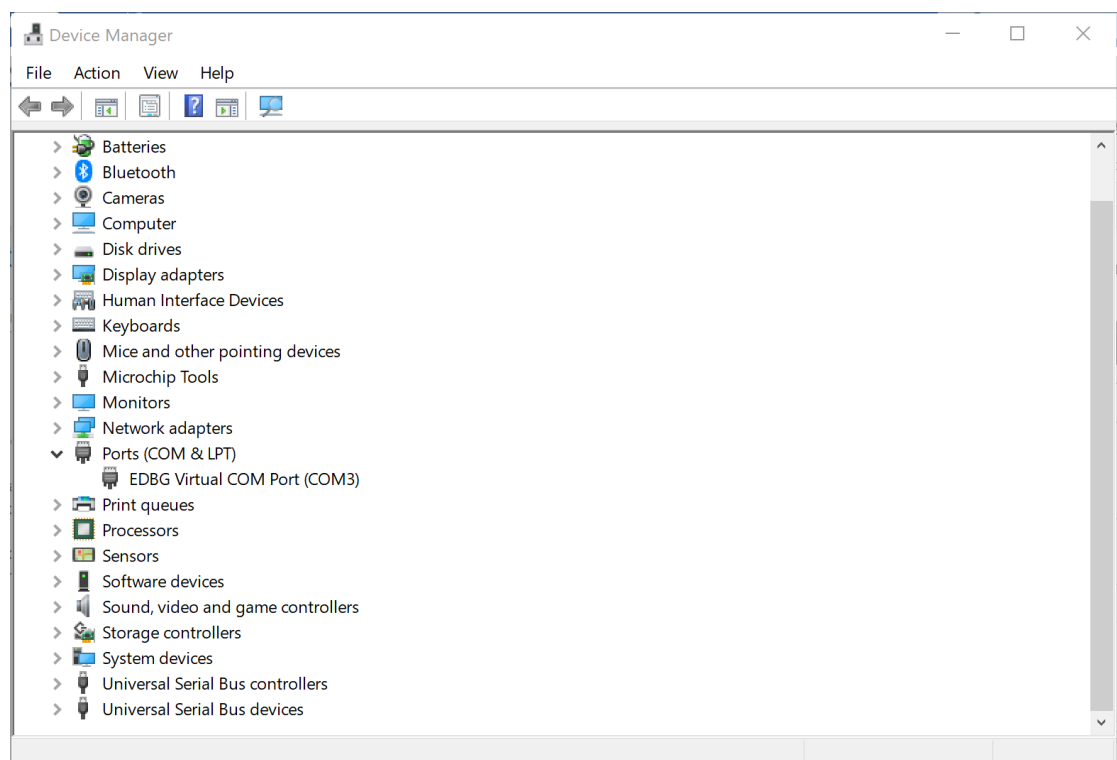 Device Manager
File Action View Help
Batteries
Bluetooth
Cameras
Computer
Disk drives
Display adapters
Human Interface Devices
Keyboards
Mice and other pointing devices
Microchip Tools
Monitors
Network adapters
Ports (COM & LPT)
EDBG Virtual COM Port (COM3)
Print queues
Processors
Sensors
Software devices
Sound, video and game controllers
Storage controllers
System devices
Universal Serial Bus controllers
Universal Serial Bus devices